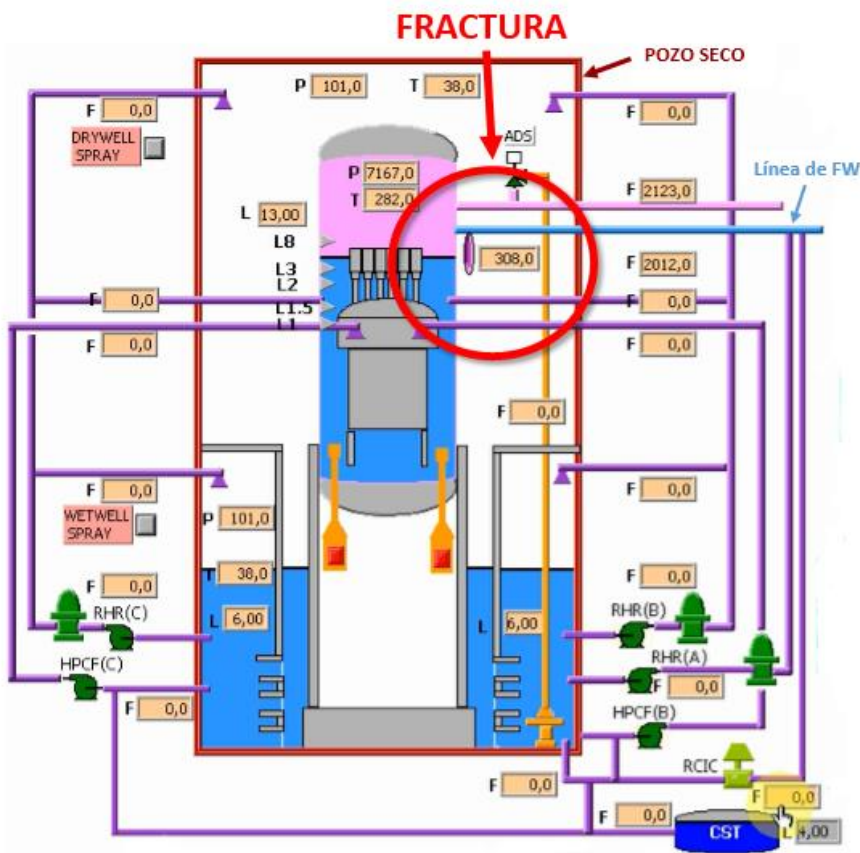 FRACTURA
POZO SECO
P 101,0 T 38,0
F 0,0
F 0,0
DRYWELL
SPRAY
ADS
Línea de FW
P 7167,0
T 282,0
F 2123,0
L 13,00
L8
308,0
F 2012,0
L3
L2
F 0,0
F 0,0
L1.5
L1
F 0,0
F 0,0
F 0,0
F 0,0
F 0,0
WETWELL
SPRAY
P 101,0
T 38,0
F 0,0
F 0,0
RHR(C)
RHR(B)
L 6,00
L 6,00
HPCF(C)
RHR(A)
F 0,0
F 0,0
HPCF(B)
RCIC
F 0,0
F 0,0
F 0,0
CST
L 4,00